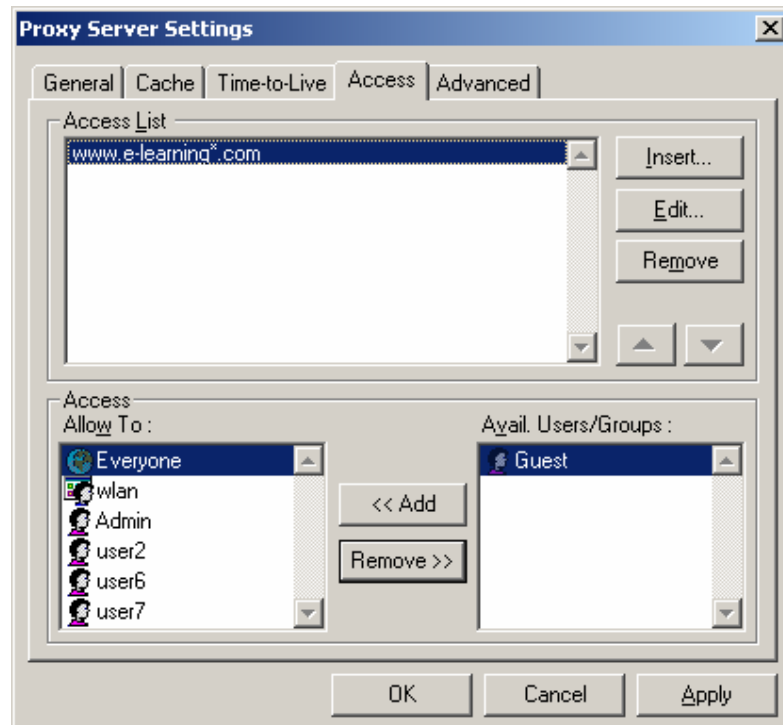 Proxy Server Settings
General Cache Time-to-Live Access Advanced
Access List
www.e-learning*.com
Insert...
Edit...
Remove
Access
Allow To :
Everyone
wlan
Admin
user2
user6
user7
<< Add
Remove >>
Avail. Users/Groups :
Guest
OK Cancel Apply